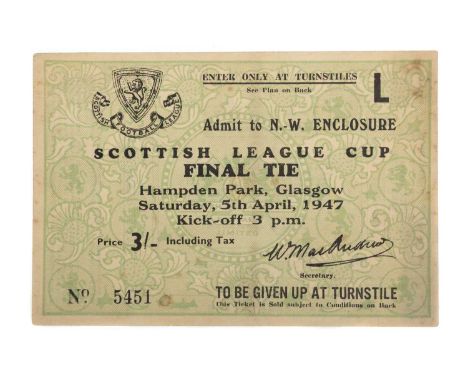 ENTER ONLY AT TURNSTILES
See Plan on Back
L
SCOTTISH FOOTBALL LEAGUE
Admit to N.-W. ENCLOSURE
SCOTTISH LEAGUE CUP
FINAL TIE
Hampden Park, Glasgow
Saturday, 5th April, 1947
Kick-off 3 p.m.
Price 3/- Including Tax
Secretary.
Nº 5451
TO BE GIVEN UP AT TURNSTILE
This Ticket is Sold subject to Conditions on Back